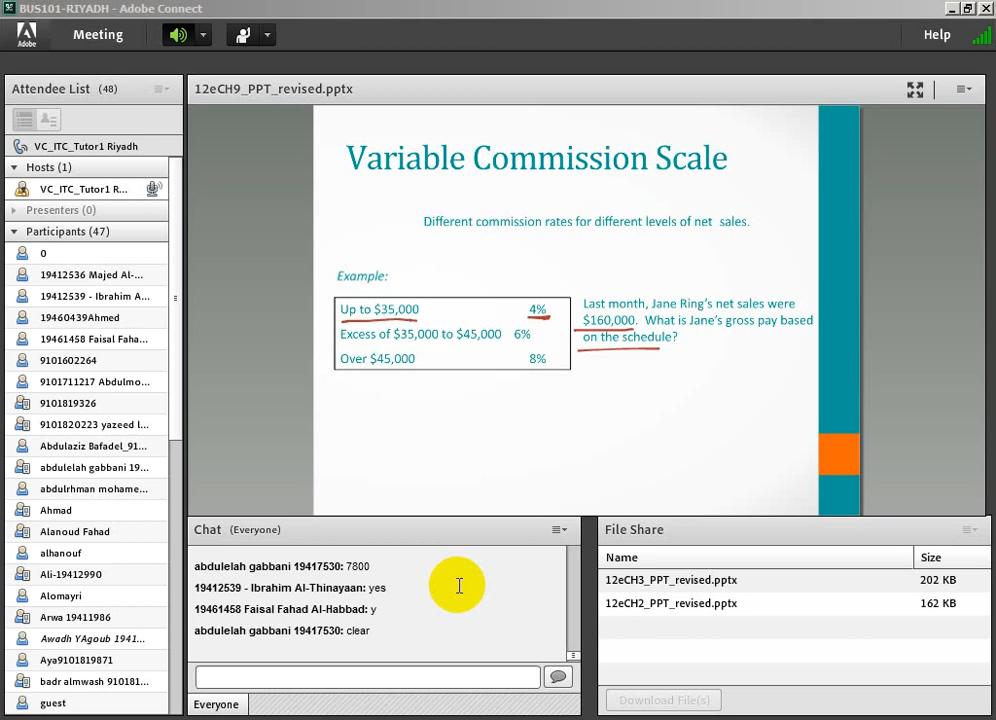 BUS101-RIYADH - Adobe Connect
Adobe
Meeting
Help
Attendee List (48)
VC_ITC_Tutor1 Riyadh
Hosts (1)
VC_ITC_Tutor1 R...
Presenters (0)
Participants (47)
0
19412536 Majed Al-...
19412539 - Ibrahim A...
19460439Ahmed
19461458 Faisal Faha...
9101602264
9101711217 Abdulmo...
9101819326
9101820223 yazeed l...
Abdulaziz Bafadel_91...
abdulelah gabbani 19...
abdulrhman mohame...
Ahmad
Alanoud Fahad
alhanouf
Ali-19412990
Alomayri
Arwa 19411986
Awadh YAgoub 1941...
Aya9101819871
badr almwash 910181...
guest
12eCH9_PPT_revised.pptx
Variable Commission Scale
Different commission rates for different levels of net sales.
Example:
Up to $35,000 4%
Excess of $35,000 to $45,000 6%
Over $45,000 8%
Last month, Jane Ring's net sales were
$160,000. What is Jane's gross pay based
on the schedule?
Chat (Everyone)
abdulelah gabbani 19417530: 7800
19412539 - Ibrahim Al-Thinayaan: yes
19461458 Faisal Fahad Al-Habbad: y
abdulelah gabbani 19417530: clear
Everyone
File Share
Name Size
12eCH3_PPT_revised.pptx 202 KB
12eCH2_PPT_revised.pptx 162 KB
Download File(s)